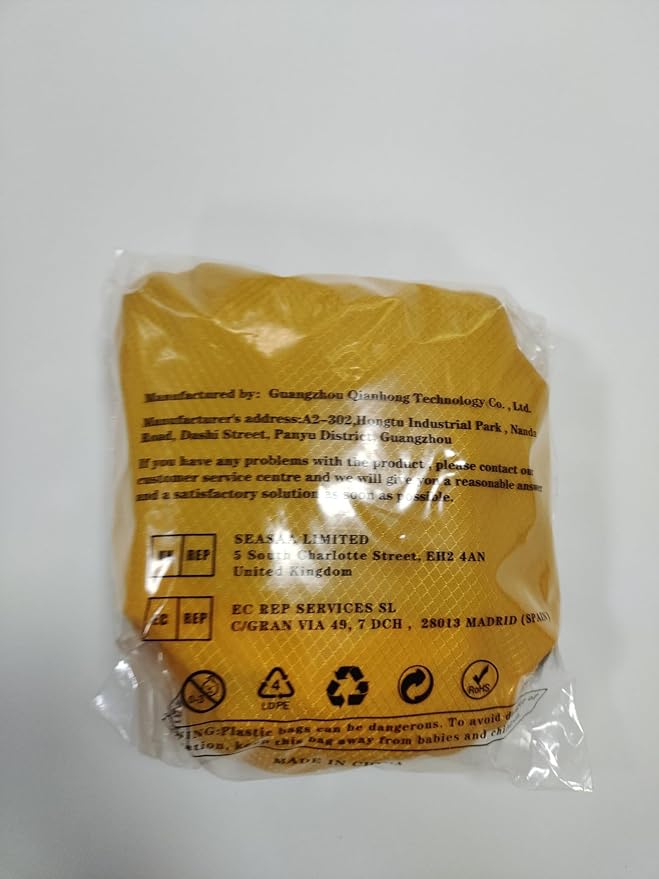 Manufactured by: Guangzhou Qianhong Technology Co., Ltd.
Manufacturer's address:A2-302,Hongtu Industrial Park , Nanda
Road, Dashi Street, Panyu District, Guangzhou
If you have any problems with the product , please contact our
customer service centre and we will give you a reasonable answer
and a satisfactory solution as soon as possible.
REP
SEASAA LIMITED
5 South Charlotte Street, EH2 4AN
United Kingdom
EC REP
EC REP SERVICES SL
C/GRAN VIA 49, 7 DCH , 28013 MADRID (SPAIN)
0-3
4
LDPE
RoHS
Plastic bags can be dangerous. To avoid
keep this bag away from babies and
MADE IN CHINA